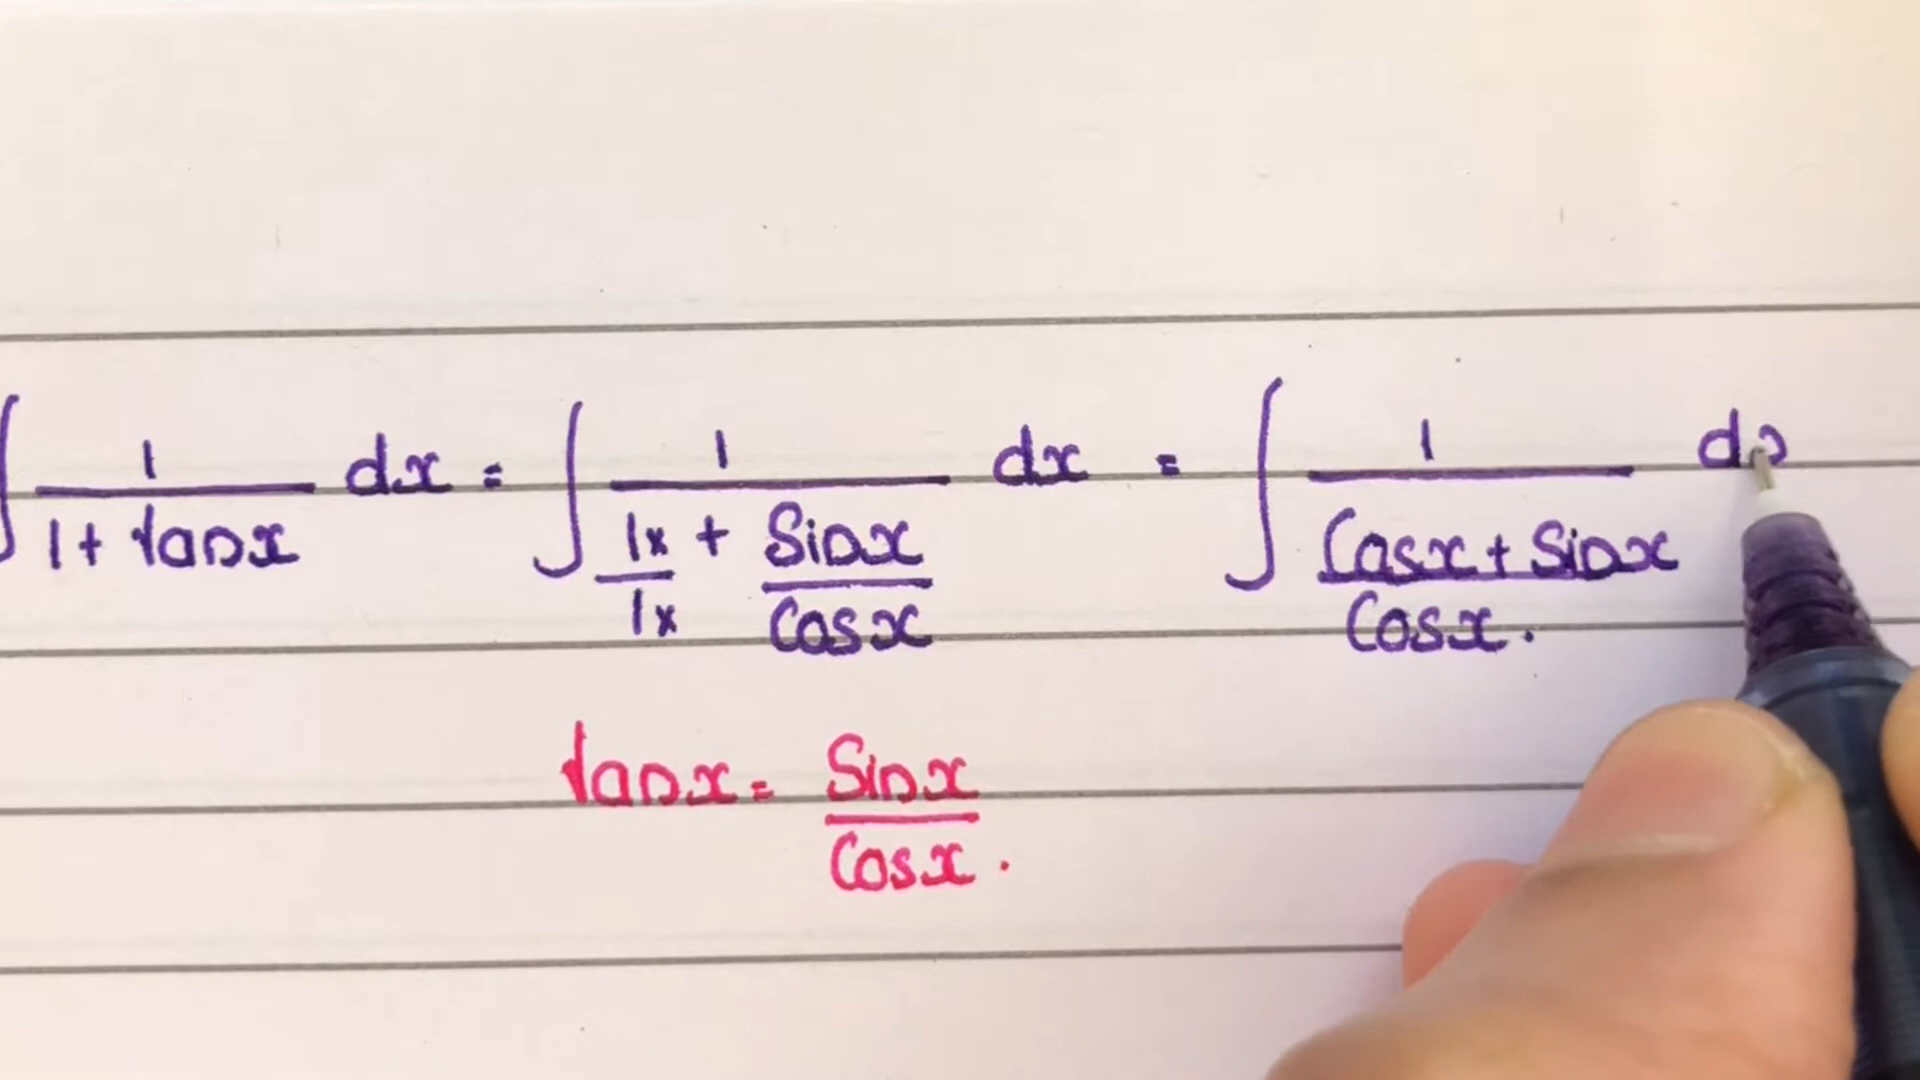 ∫ 1/(1 + tanx) dx = ∫ 1/(1x/1x + Sinx/Cosx) dx = ∫ 1/((Cosx + Sinx)/Cosx.) d
tanx = Sinx/Cosx.